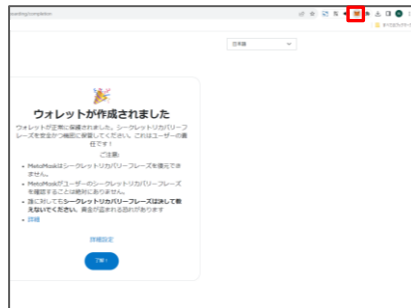 日本語
ウォレットが作成されました
ウォレットが正常に保護されました。シークレットリカバリーフ
レーズを安全かつ機密に保管してください。これはユーザーの責
任です!
ご注意:
MetaMaskはシークレットリカバリーフレーズを復元でき
ません。
MetaMaskがユーザーのシークレットリカバリーフレーズ
を確認することは絶対にありません。
誰に対してもシークレットリカバリーフレーズは決して教
えないでください。資金が盗まれる恐れがあります
詳細
詳細設定
了解!